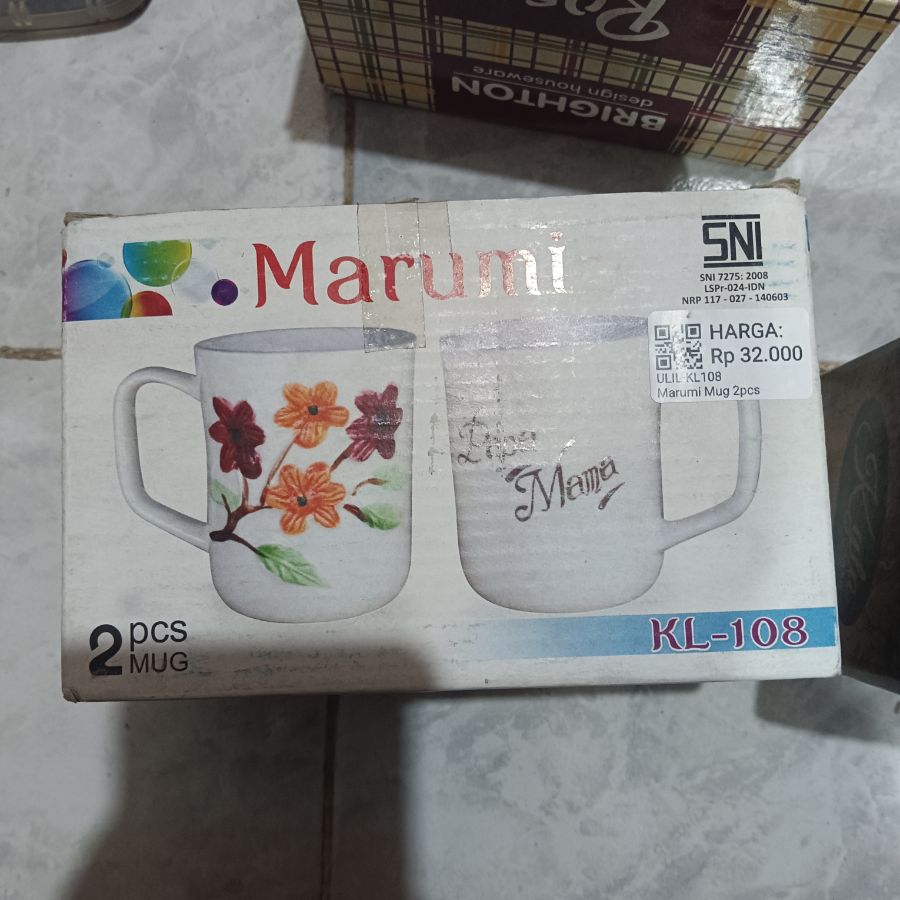 BRIGHTON
design houseware
Marumi
SNI
SNI 7275: 2008
LSPr-024-IDN
NRP 117 - 027 - 140603
HARGA:
Rp 32.000
ULIL-KL108
Marumi Mug 2pcs
Papa
Mama
2 pcs
MUG
KL-108